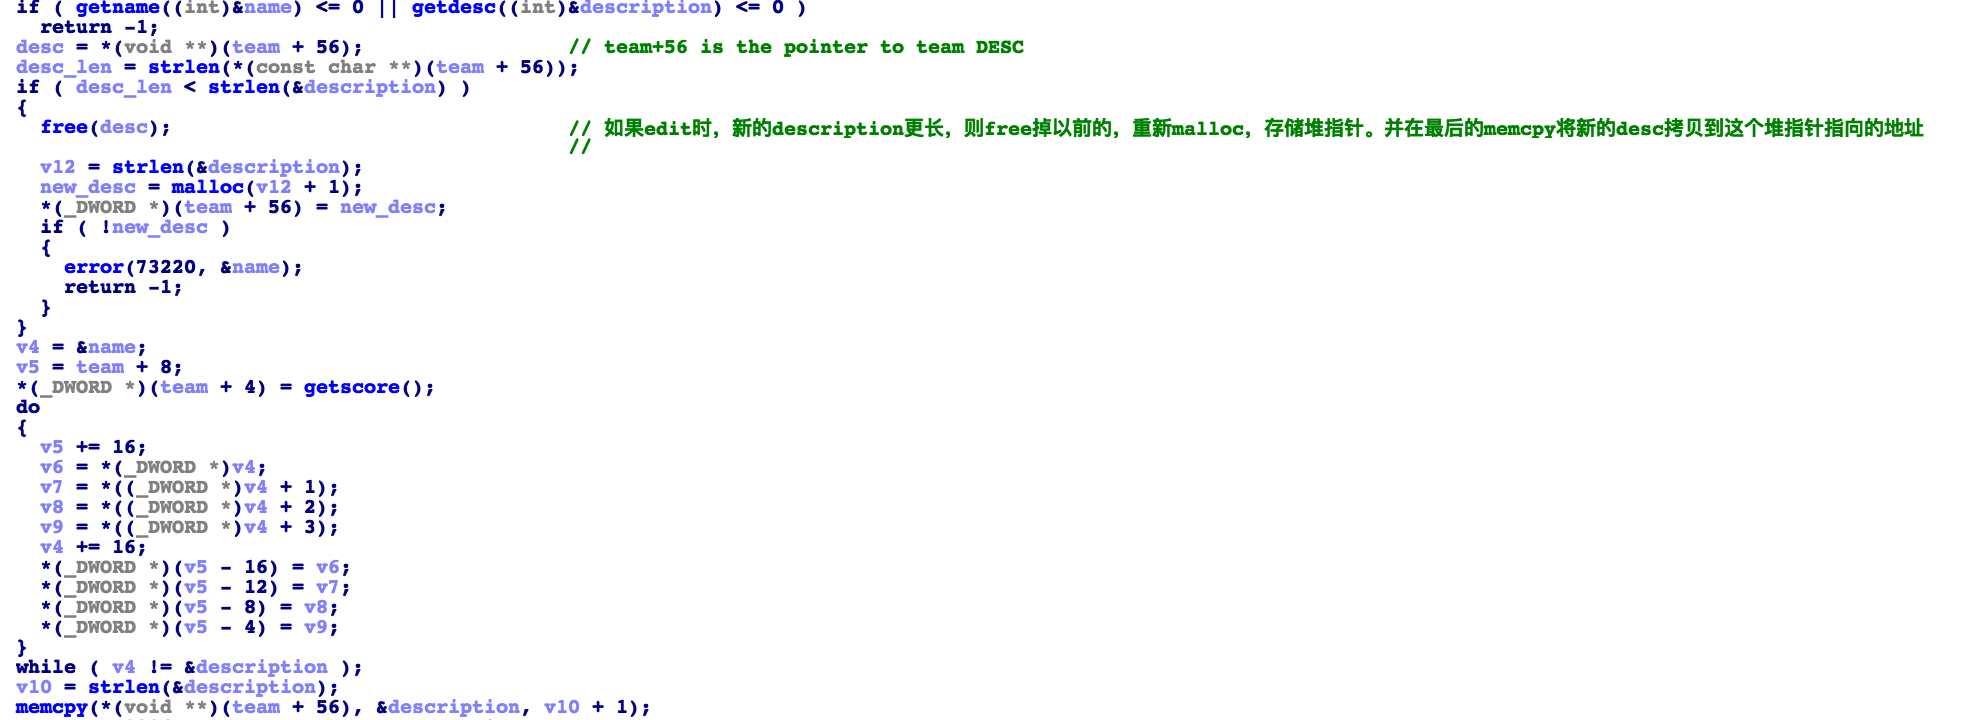 if ( getname((int)&name) <= 0 || getdesc((int)&description) <= 0 )
return -1;
desc = *(void **)(team + 56); // team+56 is the pointer to team DESC
desc_len = strlen(*(const char **)(team + 56));
if ( desc_len < strlen(&description) )
{
free(desc); // 如果edit时，新的description更长，则free掉以前的，重新malloc，存储堆指针。并在最后的memcpy将新的desc拷贝到这个堆指针指向的地址
//
v12 = strlen(&description);
new_desc = malloc(v12 + 1);
*(_DWORD *)(team + 56) = new_desc;
if ( !new_desc )
{
error(73220, &name);
return -1;
}
}
v4 = &name;
v5 = team + 8;
*(_DWORD *)(team + 4) = getscore();
do
{
v5 += 16;
v6 = *(_DWORD *)v4;
v7 = *((_DWORD *)v4 + 1);
v8 = *((_DWORD *)v4 + 2);
v9 = *((_DWORD *)v4 + 3);
v4 += 16;
*(_DWORD *)(v5 - 16) = v6;
*(_DWORD *)(v5 - 12) = v7;
*(_DWORD *)(v5 - 8) = v8;
*(_DWORD *)(v5 - 4) = v9;
}
while ( v4 != &description );
v10 = strlen(&description);
memcpy(*(void **)(team + 56), &description, v10 + 1);